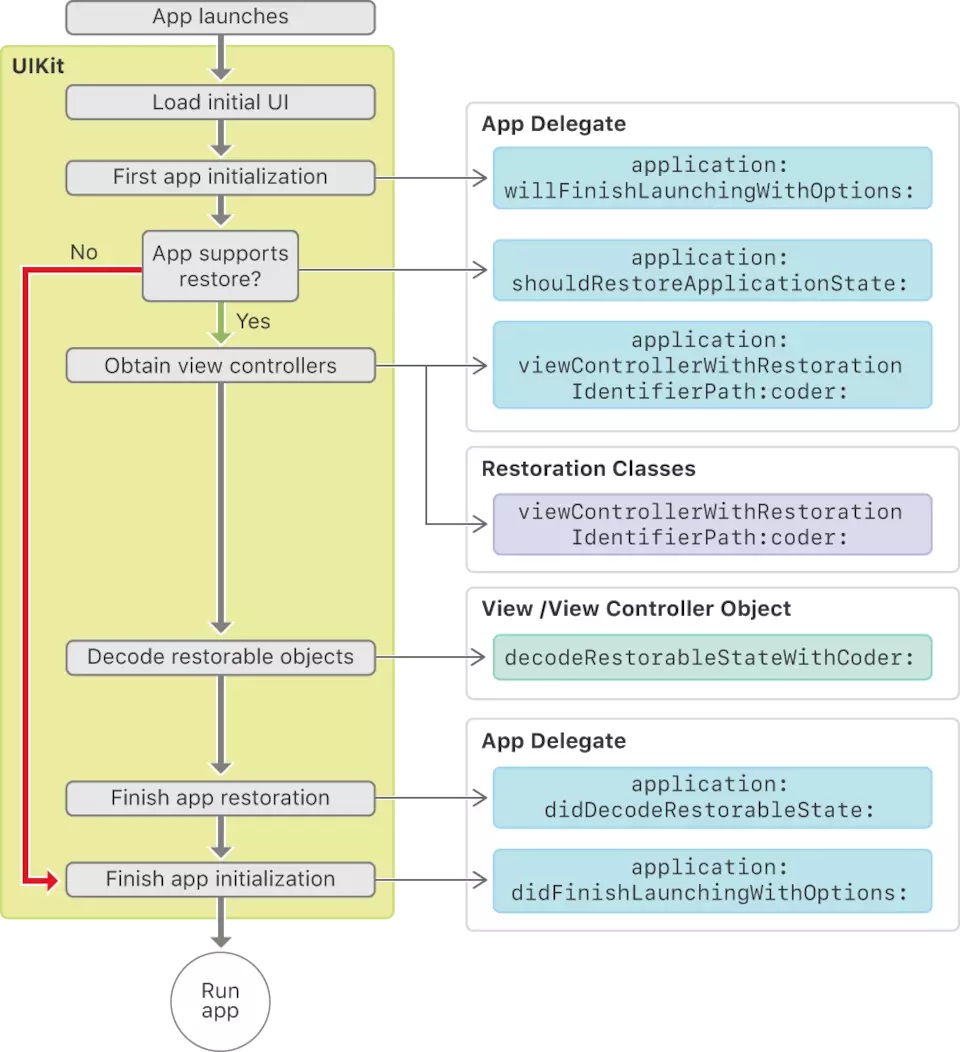 App launches
UIKit
Load initial UI
First app initialization
No
App supports
restore?
Yes
Obtain view controllers
Decode restorable objects
Finish app restoration
Finish app initialization
Run
app
App Delegate
application:
willFinishLaunchingWithOptions:
application:
shouldRestoreApplicationState:
application:
viewControllerWithRestoration
IdentifierPath:coder:
Restoration Classes
viewControllerWithRestoration
IdentifierPath:coder:
View /View Controller Object
decodeRestorableStateWithCoder:
App Delegate
application:
didDecodeRestorableState:
application:
didFinishLaunchingWithOptions: